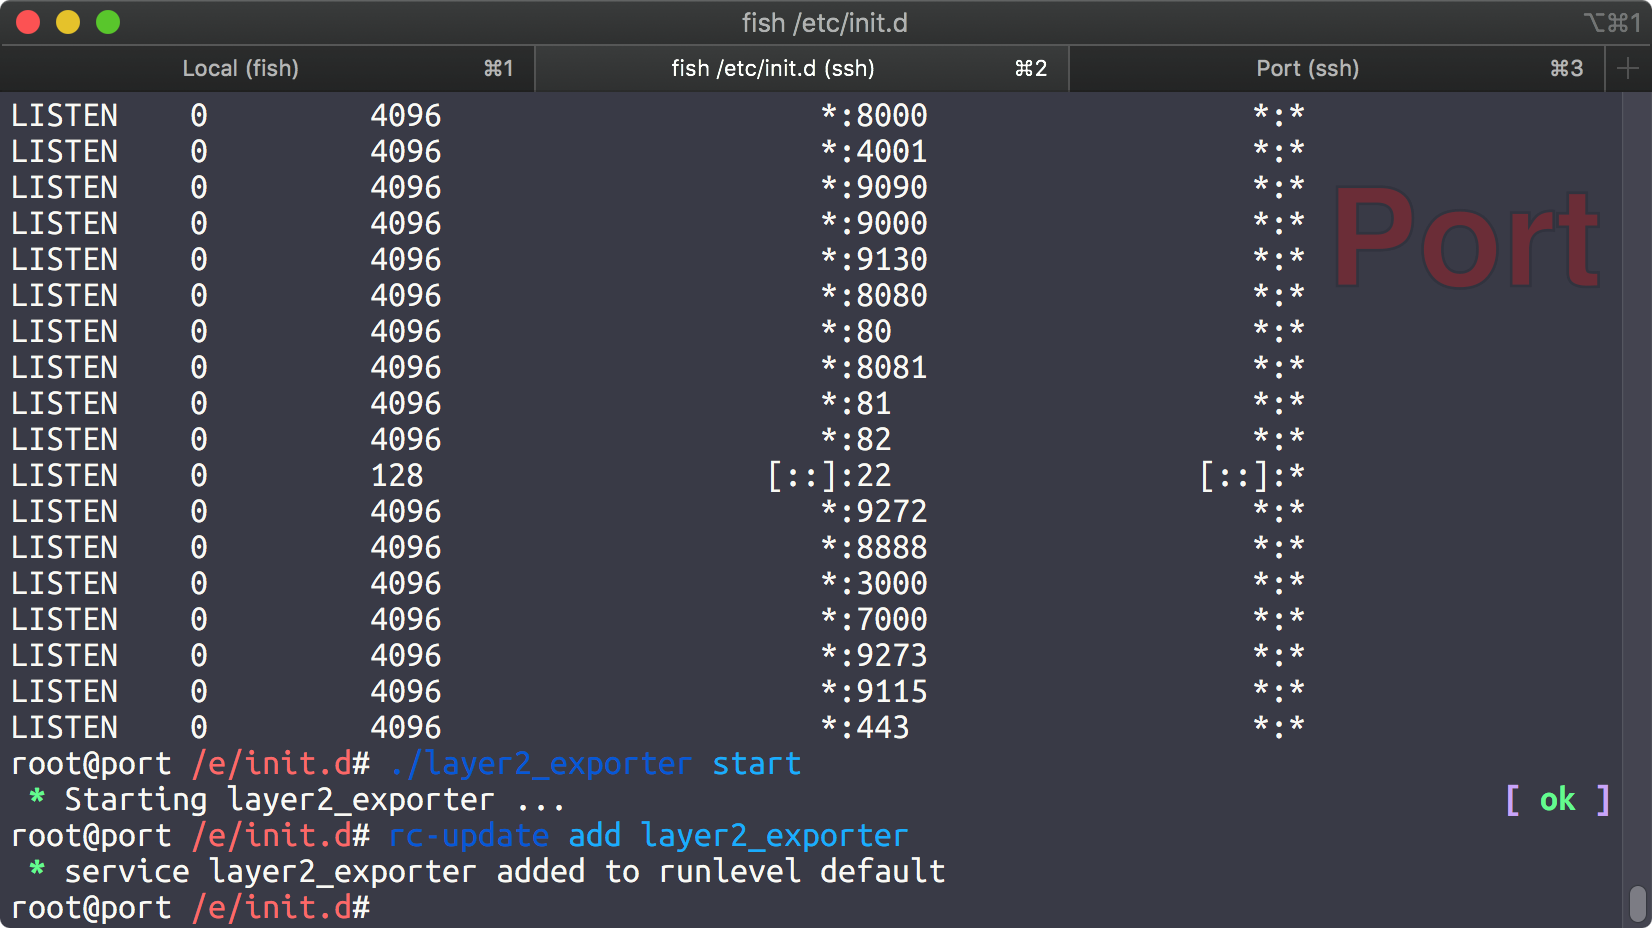 fish /etc/init.d ⌥⌘1
Local (fish) ⌘1 fish /etc/init.d (ssh) ⌘2 Port (ssh) ⌘3 +
LISTEN 0 4096 *:8000 *:*
LISTEN 0 4096 *:4001 *:*
LISTEN 0 4096 *:9090 *:*
LISTEN 0 4096 *:9000 *:*
LISTEN 0 4096 *:9130 *:*
LISTEN 0 4096 *:8080 *:*
LISTEN 0 4096 *:80 *:*
LISTEN 0 4096 *:8081 *:*
LISTEN 0 4096 *:81 *:*
LISTEN 0 4096 *:82 *:*
LISTEN 0 128 [::]:22 [::]:*
LISTEN 0 4096 *:9272 *:*
LISTEN 0 4096 *:8888 *:*
LISTEN 0 4096 *:3000 *:*
LISTEN 0 4096 *:7000 *:*
LISTEN 0 4096 *:9273 *:*
LISTEN 0 4096 *:9115 *:*
LISTEN 0 4096 *:443 *:*
Port
root@port /e/init.d# ./layer2_exporter start
* Starting layer2_exporter ... [ ok ]
root@port /e/init.d# rc-update add layer2_exporter
* service layer2_exporter added to runlevel default
root@port /e/init.d#